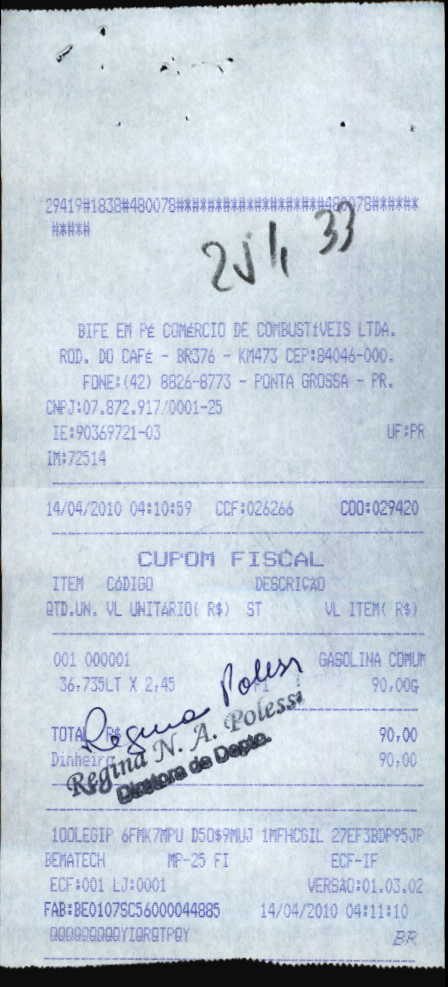 29419#1838#480078#*#*#*#*#*#*#*#*#*#*480078#*#*#*
#*#*#
BIFE EM Pé COMéRCIO DE COMBUSTíVEIS LTDA.
ROD. DO CAFé - BR376 - KM473 CEP:84046-000.
FONE:(42) 8826-8773 - PONTA GROSSA - PR.
CNPJ:07.872.917/0001-25
IE:90369721-03 UF:PR
IM:72514
14/04/2010 04:10:59 CCF:026266 COO:029420
CUPOM FISCAL
ITEM CóDIGO DESCRIÇÃO
QTD.UN. VL UNITáRIO( R$) ST VL ITEM( R$)
001 000001 GASOLINA COMUM
36,735LT X 2,45 F1 90,00G
Regina Polessi
TOTAL R$ 90,00
Dinheiro 90,00
Regina N. A. Polessi
Diretora de Depto.
100LEGIP 6FMK7MPU D5O$9MUJ 1MFHCGIL 27EF3BDP95JP
BEMATECH MP-25 FI ECF-IF
ECF:001 LJ:0001 VERSÃO:01.03.02
FAB:BE0107SC56000044885 14/04/2010 04:11:10
QQQQQQQQQYIQRQTPQY BR